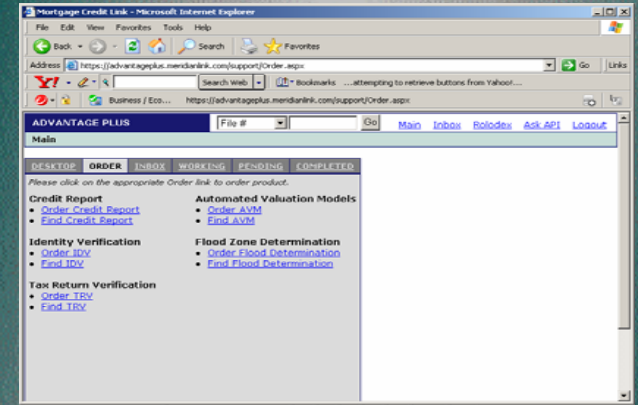 Mortgage Credit Link - Microsoft Internet Explorer
File Edit View Favorites Tools Help
Back Search Favorites
Address https://advantageplus.meridianlink.com/support/Order.aspx Go Links
Y! Search Web Bookmarks ...attempting to retrieve buttons from Yahoo!...
Business / Eco... https://advantageplus.meridianlink.com/support/Order.aspx
ADVANTAGE PLUS File # Go Main Inbox Rolodex Ask API Logout
Main
DESKTOP ORDER INBOX WORKING PENDING COMPLETED
Please click on the appropriate Order link to order product.
Credit Report
• Order Credit Report
• Find Credit Report
Automated Valuation Models
• Order AVM
• Find AVM
Identity Verification
• Order IDV
• Find IDV
Flood Zone Determination
• Order Flood Determination
• Find Flood Determination
Tax Return Verification
• Order TRV
• Find TRV